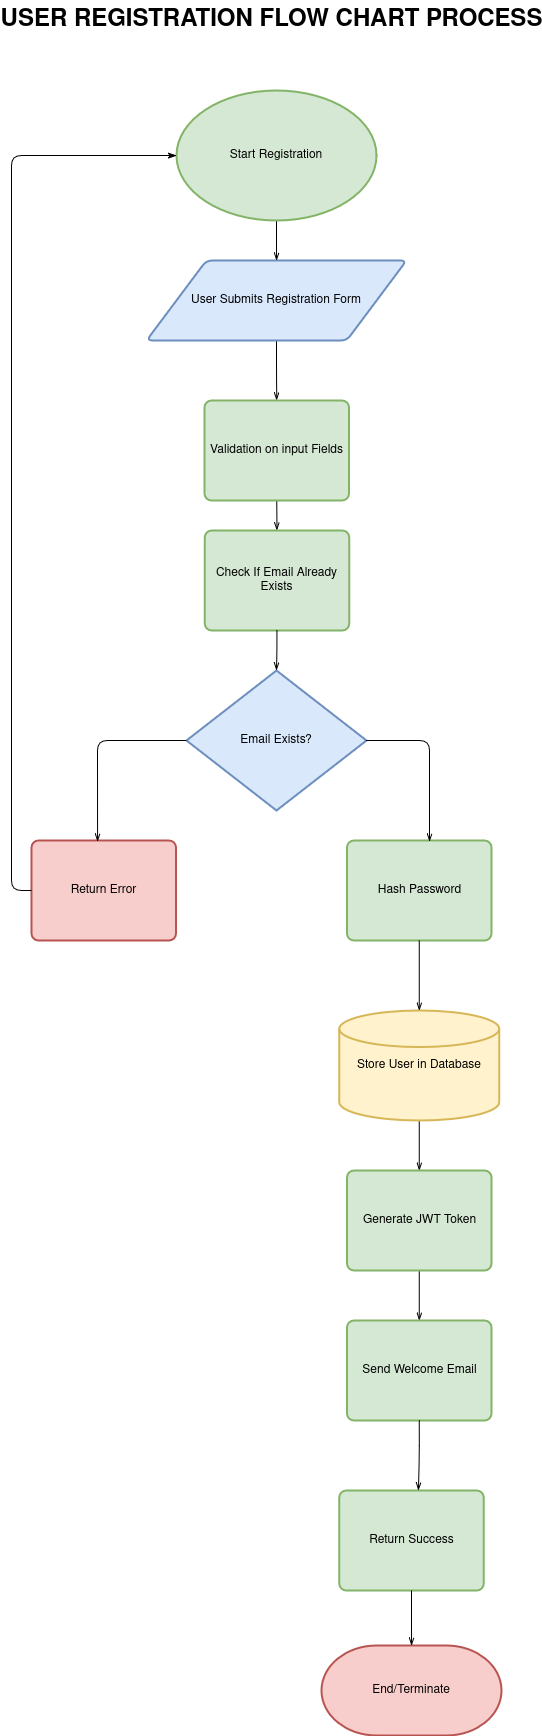 USER REGISTRATION FLOW CHART PROCESS
Start Registration
User Submits Registration Form
Validation on input Fields
Check If Email Already
Exists
Email Exists?
Return Error
Hash Password
Store User in Database
Generate JWT Token
Send Welcome Email
Return Success
End/Terminate